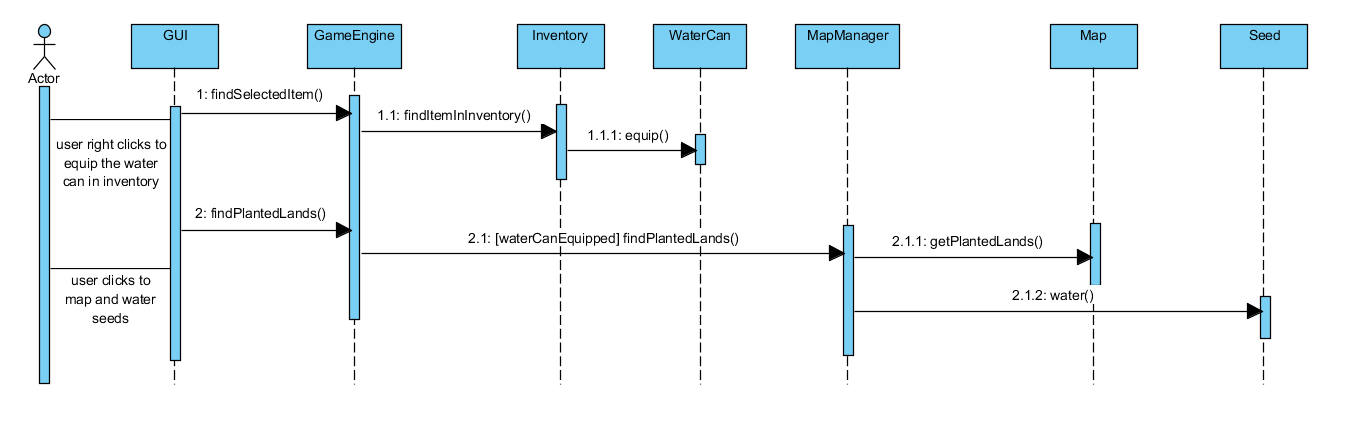 GUI
GameEngine
Inventory
WaterCan
MapManager
Map
Seed
Actor
1: findSelectedItem()
1.1: findItemInInventory()
1.1.1: equip()
user right clicks to
equip the water
can in inventory
2: findPlantedLands()
2.1: [waterCanEquipped] findPlantedLands()
2.1.1: getPlantedLands()
user clicks to
map and water
seeds
2.1.2: water()